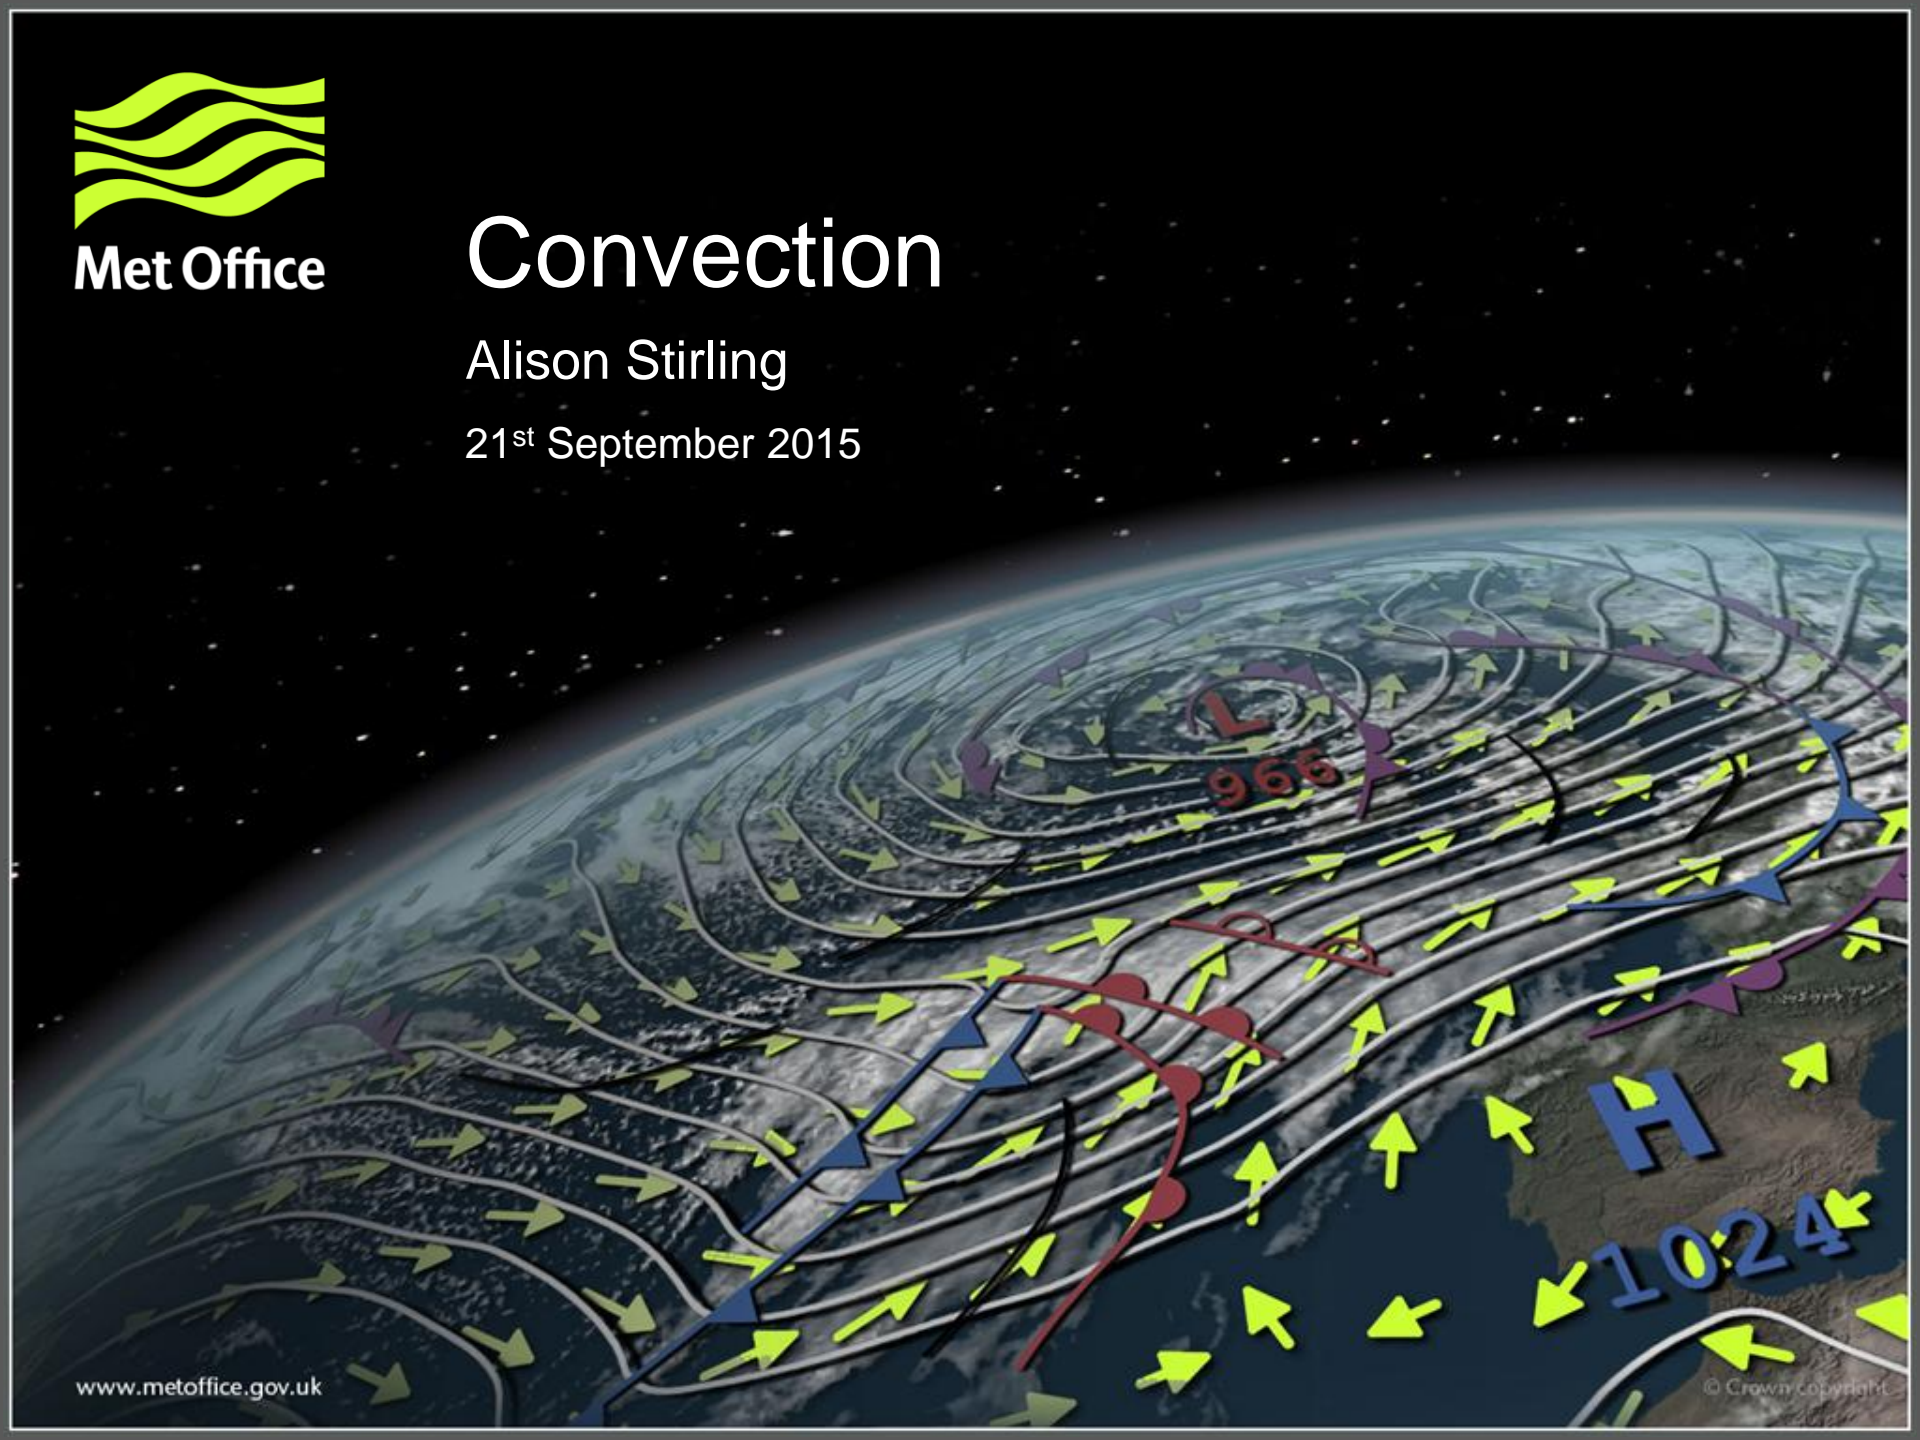 Met Office
Convection
Alison Stirling
21st September 2015
L
966
H
1024
www.metoffice.gov.uk
© Crown copyright